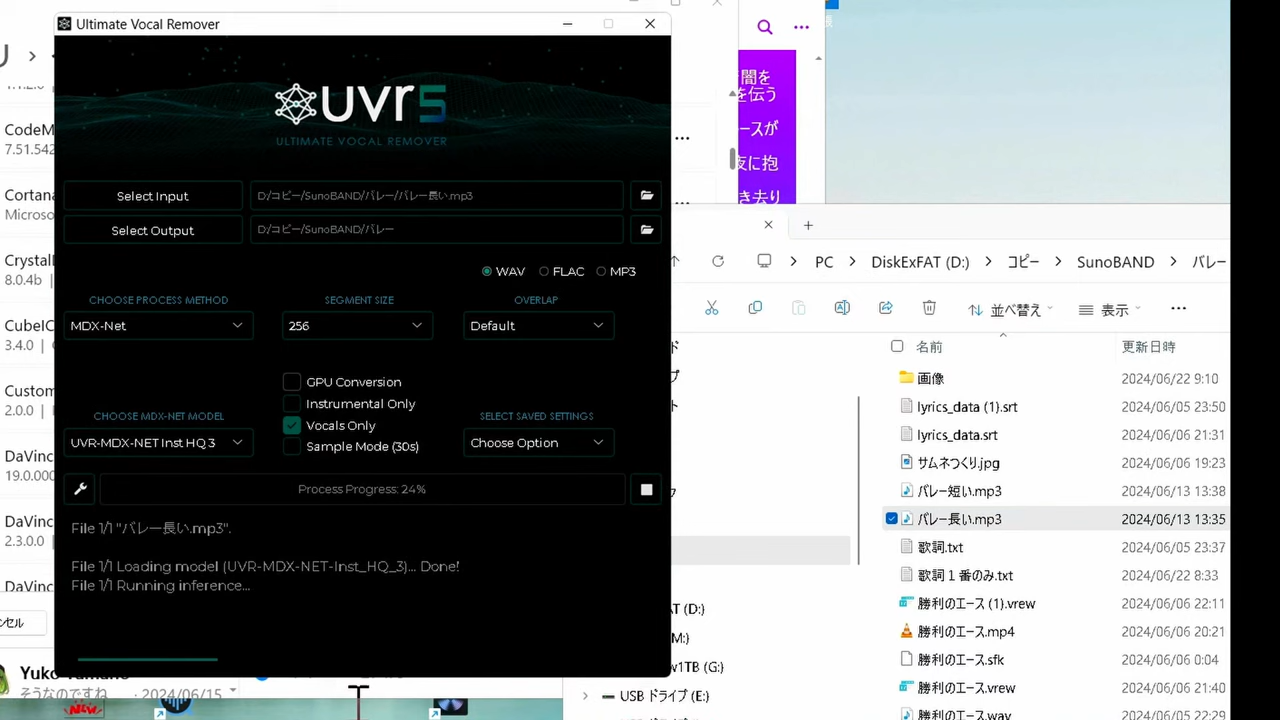 Ultimate Vocal Remover
uvr5
ULTIMATE VOCAL REMOVER
Select Input
D/コピー/SunoBAND/バレー/バレー長い.mp3
Select Output
D/コピー/SunoBAND/バレー
WAV
FLAC
MP3
CHOOSE PROCESS METHOD
SEGMENT SIZE
OVERLAP
MDX-Net
256
Default
GPU Conversion
Instrumental Only
Vocals Only
Sample Mode (30s)
CHOOSE MDX-NET MODEL
SELECT SAVED SETTINGS
UVR-MDX-NET Inst HQ 3
Choose Option
Process Progress: 24%
File 1/1 "バレー長い.mp3".
File 1/1 Loading model (UVR-MDX-NET-Inst_HQ_3)... Done!
File 1/1 Running inference...
CodeM
7.51.542
Cortana
Microso
Crystall
8.0.4b
CubeIC
3.4.0
Custom
2.0.0
DaVinc
19.0.000
DaVinc
2.3.0.0
DaVinc
そうなのですね
2024/06/15
NEW
闇を
を伝う
ースが
夜に抱
き去り
PC
DiskExFAT (D:)
コピー
SunoBAND
バレー
並べ替え
表示
名前
更新日時
画像
2024/06/22 9:10
lyrics_data (1).srt
2024/06/05 23:50
lyrics_data.srt
2024/06/06 21:31
サムネつくり.jpg
2024/06/06 19:23
バレー短い.mp3
2024/06/13 13:38
バレー長い.mp3
2024/06/13 13:35
歌詞.txt
2024/06/05 23:37
歌詞１番のみ.txt
2024/06/22 8:33
勝利のエース (1).vrew
2024/06/06 22:11
勝利のエース.mp4
2024/06/06 20:21
勝利のエース.sfk
2024/06/06 0:04
勝利のエース.vrew
2024/06/06 21:40
勝利のエース.wav
2024/06/05 22:29
AT (D:)
M:)
w1TB (G:)
USB ドライブ (E:)